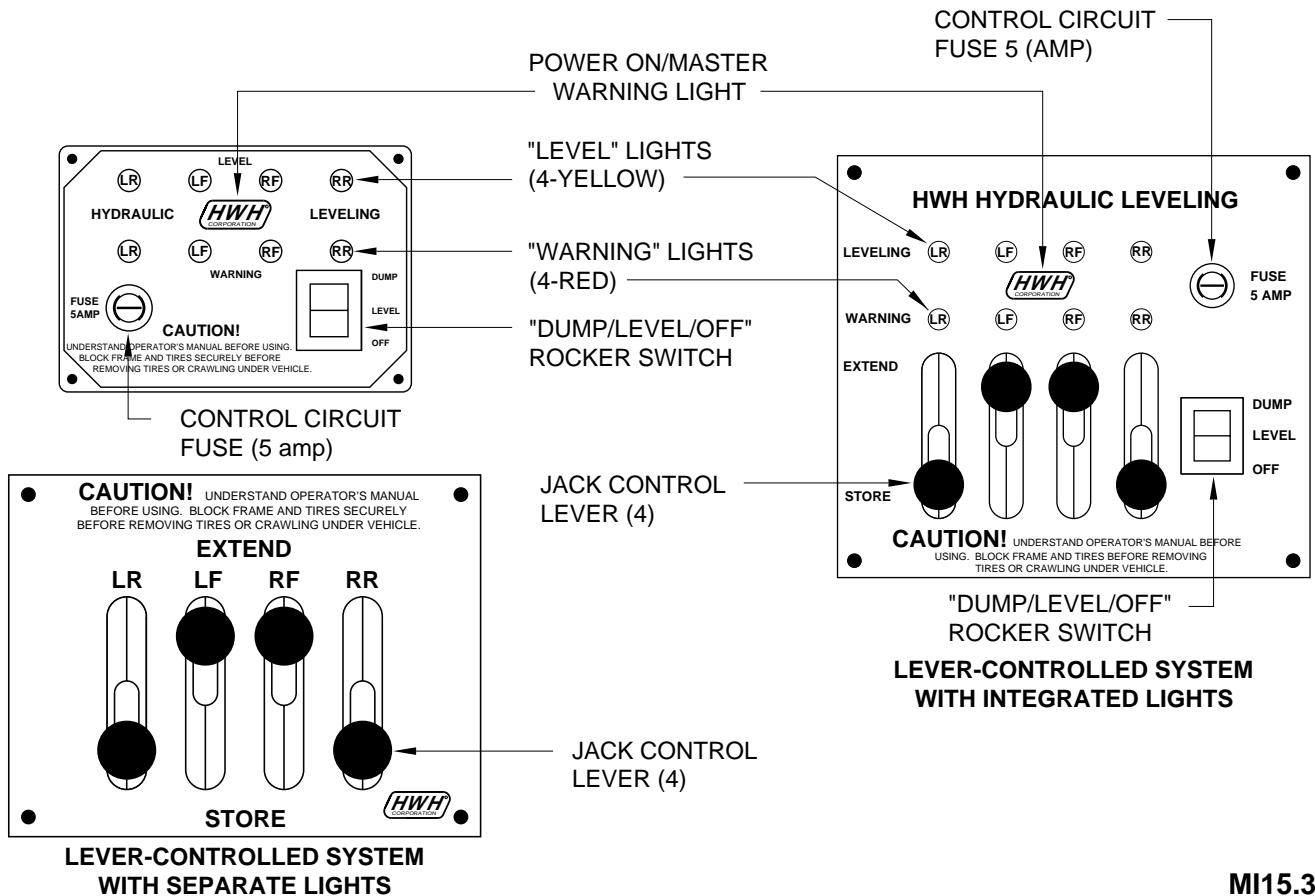 CONTROL CIRCUIT
FUSE 5 (AMP)
POWER ON/MASTER
WARNING LIGHT
"LEVEL" LIGHTS
(4-YELLOW)
"WARNING" LIGHTS
(4-RED)
"DUMP/LEVEL/OFF"
ROCKER SWITCH
LEVEL
LR LF RF RR
HYDRAULIC HWH CORPORATION LEVELING
LR LF RF RR
WARNING
DUMP
LEVEL
OFF
FUSE
5AMP
CAUTION!
UNDERSTAND OPERATOR'S MANUAL BEFORE USING.
BLOCK FRAME AND TIRES SECURELY BEFORE
REMOVING TIRES OR CRAWLING UNDER VEHICLE.
CONTROL CIRCUIT
FUSE (5 amp)
HWH HYDRAULIC LEVELING
LEVELING LR LF RF RR
HWH
CORPORATION
FUSE
5 AMP
WARNING LR LF RF RR
EXTEND
STORE
DUMP
LEVEL
OFF
CAUTION! UNDERSTAND OPERATOR'S MANUAL BEFORE
USING. BLOCK FRAME AND TIRES BEFORE REMOVING
TIRES OR CRAWLING UNDER VEHICLE.
JACK CONTROL
LEVER (4)
"DUMP/LEVEL/OFF"
ROCKER SWITCH
LEVER-CONTROLLED SYSTEM
WITH INTEGRATED LIGHTS
CAUTION! UNDERSTAND OPERATOR'S MANUAL
BEFORE USING. BLOCK FRAME AND TIRES SECURELY
BEFORE REMOVING TIRES OR CRAWLING UNDER VEHICLE.
EXTEND
LR LF RF RR
STORE
HWH
CORPORATION
JACK CONTROL
LEVER (4)
LEVER-CONTROLLED SYSTEM
WITH SEPARATE LIGHTS
MI15.3